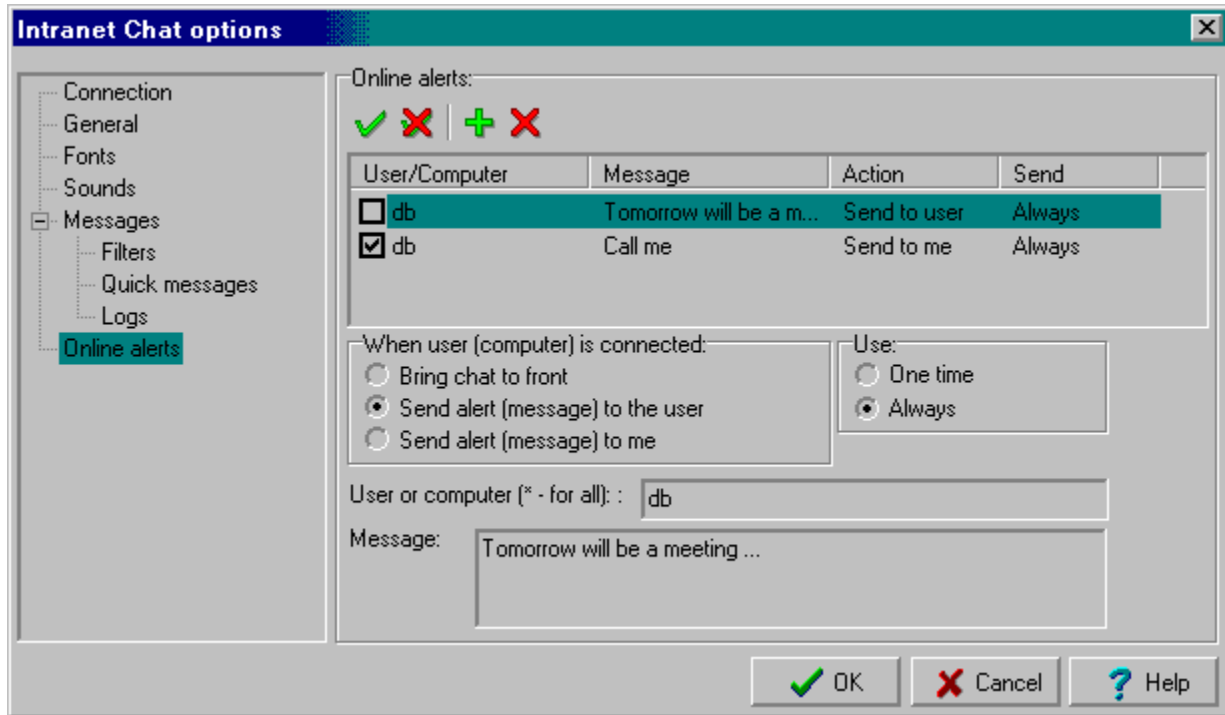 Intranet Chat options
Connection
General
Fonts
Sounds
Messages
Filters
Quick messages
Logs
Online alerts
Online alerts:
User/Computer Message Action Send
db Tomorrow will be a m... Send to user Always
db Call me Send to me Always
When user (computer) is connected:
Bring chat to front
Send alert (message) to the user
Send alert (message) to me
Use:
One time
Always
User or computer (* - for all): : db
Message: Tomorrow will be a meeting ...
OK Cancel Help